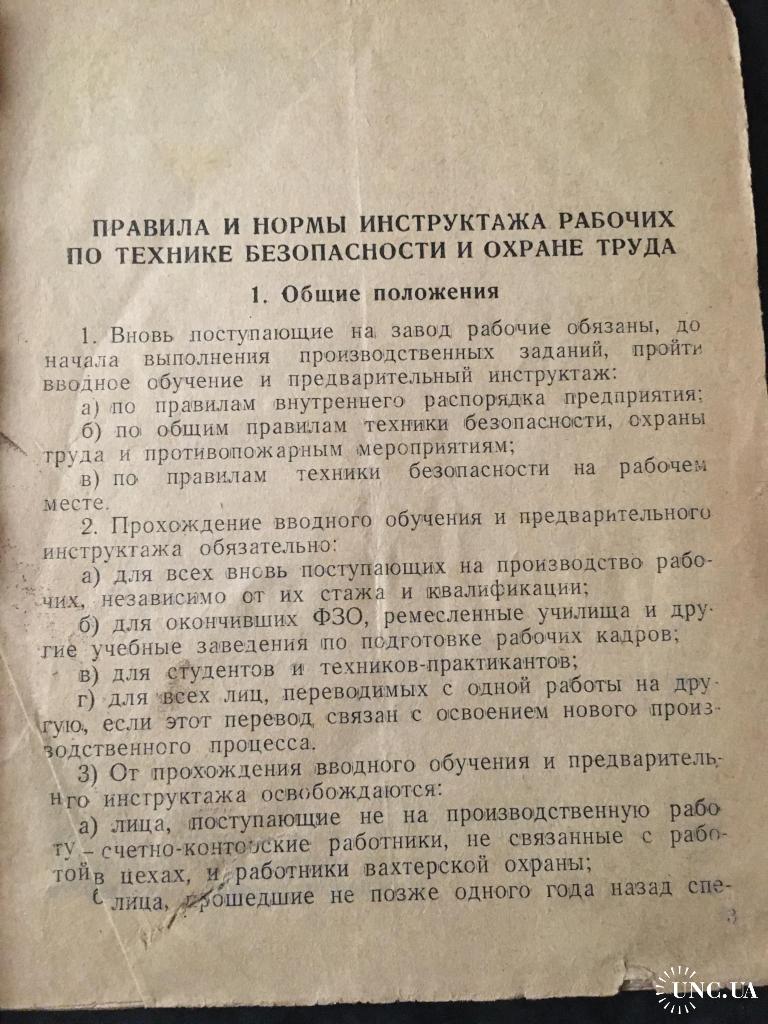 ПРАВИЛА И НОРМЫ ИНСТРУКТАЖА РАБОЧИХ
ПО ТЕХНИКЕ БЕЗОПАСНОСТИ И ОХРАНЕ ТРУДА
1. Общие положения
1. Вновь поступающие на завод рабочие обязаны, до
начала выполнения производственных заданий, пройти
вводное обучение и предварительный инструктаж:
а) по правилам внутреннего распорядка предприятия;
б) по общим правилам техники безопасности, охраны
труда и противопожарным мероприятиям;
в) по правилам техники безопасности на рабочем
месте.
2. Прохождение вводного обучения и предварительного
инструктажа обязательно:
а) для всех вновь поступающих на производство рабо-
чих, независимо от их стажа и квалификации;
б) для окончивших ФЗО, ремесленные училища и дру-
гие учебные заведения по подготовке рабочих кадров;
в) для студентов и техников-практикантов;
г) для всех лиц, переводимых с одной работы на дру-
гую, если этот перевод связан с освоением нового произ-
водственного процесса.
3) От прохождения вводного обучения и предваритель-
нго инструктажа освобождаются:
а) лица, поступающие не на производственную рабо
ту – счетно-конторские работники, не связанные с рабо-
той в цехах, и работники вахтерской охраны;
лица, прошедшие не позже одного года назад спе-
3
UNC.UA